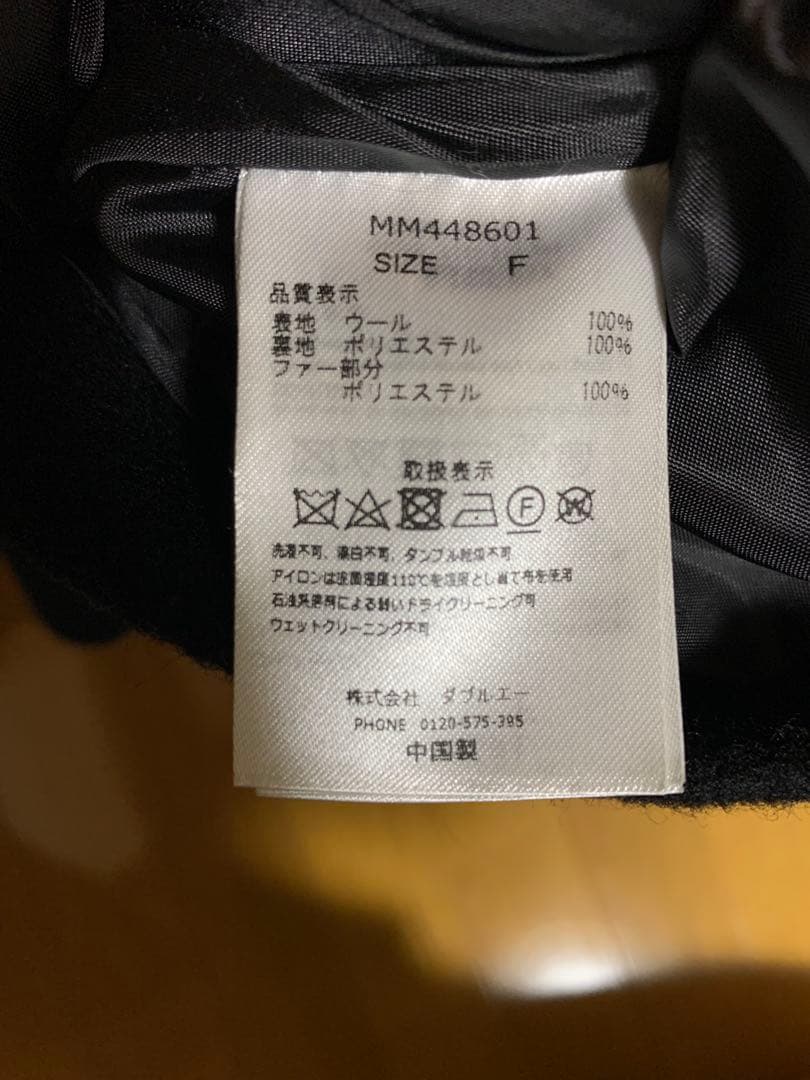 MM448601
SIZE F
品質表示
表地 ウール 100%
裏地 ポリエステル 100%
ファー部分
ポリエステル 100%
取扱表示
F W
洗濯不可、漂白不可、タンブル乾燥不可
アイロンは底面温度110℃を限度とし当て布を使用
石油系溶剤による弱いドライクリーニング可
ウェットクリーニング不可
株式会社 ダブルエー
PHONE 0120-575-395
中国製